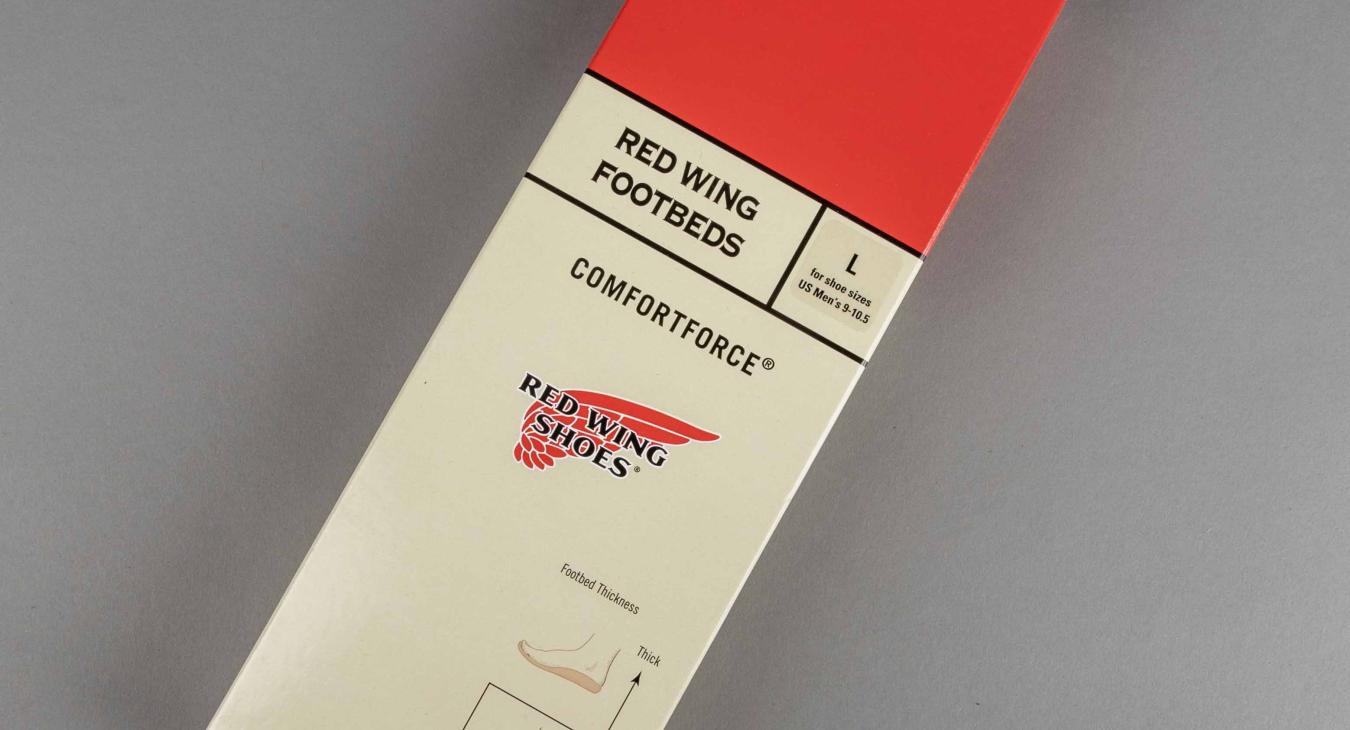 RED WING
FOOTBEDS
L
for shoe sizes
US Men's 9-10.5
COMFORTFORCE®
RED WING
SHOES®
Footbed Thickness
Thick